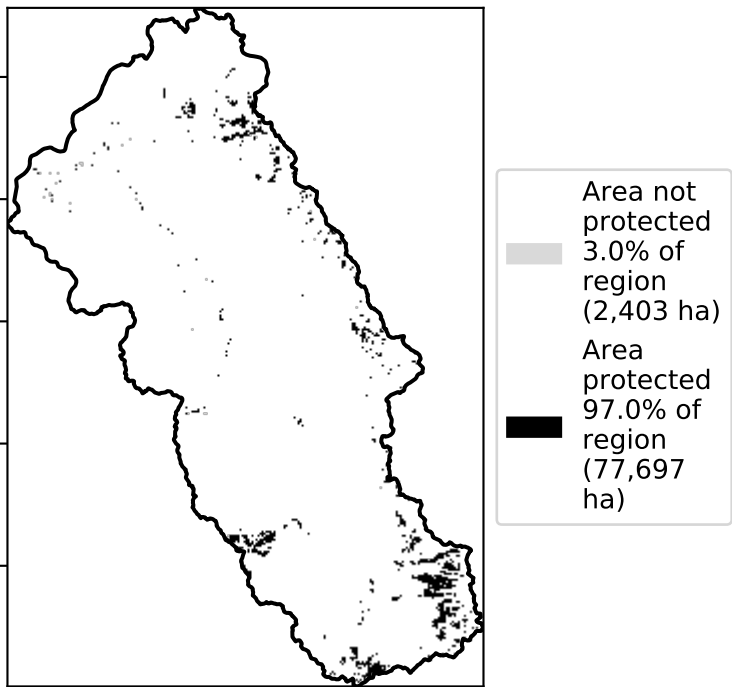 Area not
protected
3.0% of
region
(2,403 ha)
Area
protected
97.0% of
region
(77,697
ha)